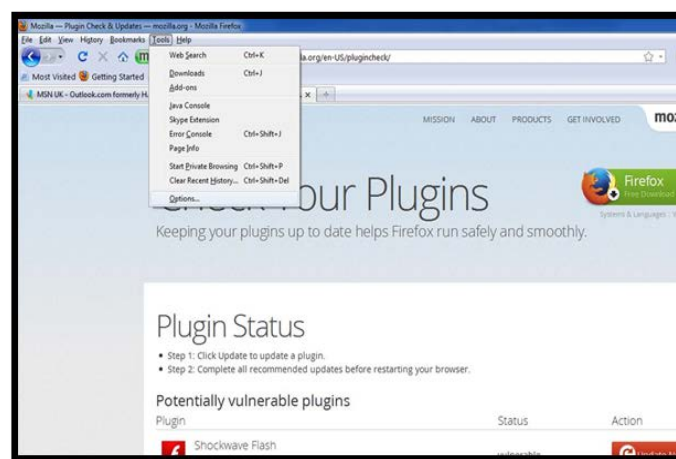 Mozilla — Plugin Check & Updates — mozilla.org - Mozilla Firefox
File Edit View History Bookmarks Tools Help
Web Search Ctrl+K
la.org/en-US/plugincheck/
Most Visited Getting Started
Downloads Ctrl+J
Add-ons
MSN UK - Outlook.com formerly H
Java Console
Skype Extension
Error Console Ctrl+Shift+J
Page Info
Start Private Browsing Ctrl+Shift+P
Clear Recent History... Ctrl+Shift+Del
Options...
MISSION ABOUT PRODUCTS GET INVOLVED moz
Check Your Plugins
Firefox
Free Download
Systems & Languages
Keeping your plugins up to date helps Firefox run safely and smoothly.
Plugin Status
• Step 1: Click Update to update a plugin.
• Step 2: Complete all recommended updates before restarting your browser.
Potentially vulnerable plugins
Plugin Status Action
Shockwave Flash
vulnerable Update N